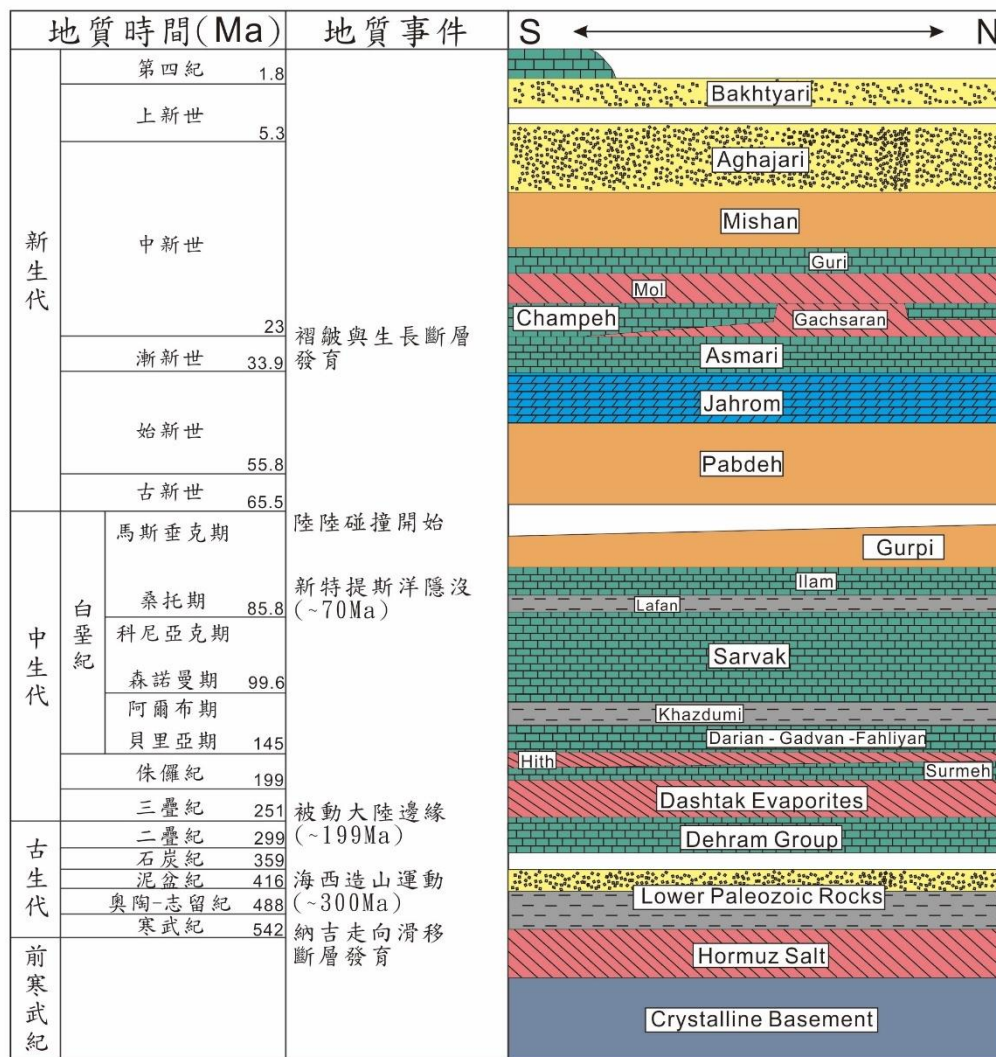 地質時間(Ma)
地質事件
S
N
新生代
第四紀 1.8
上新世
5.3
中新世
23
漸新世 33.9
始新世
55.8
古新世
65.5
中生代
白堊紀
馬斯垂克期
桑托期 85.8
科尼亞克期
森諾曼期 99.6
阿爾布期
貝里亞期 145
侏儸紀
199
三疊紀
251
古生代
二疊紀 299
石炭紀 359
泥盆紀 416
奧陶-志留紀 488
寒武紀 542
前寒武紀
褶皺與生長斷層
發育
陸陸碰撞開始
新特提斯洋隱沒
(~70Ma)
被動大陸邊緣
(~199Ma)
海西造山運動
(~300Ma)
納吉走向滑移
斷層發育
Bakhtyari
Aghajari
Mishan
Guri
Mol
Champeh
Gachsaran
Asmari
Jahrom
Pabdeh
Gurpi
Ilam
Lafan
Sarvak
Khazdumi
Darian - Gadvan -Fahliyan
Hith
Surmeh
Dashtak Evaporites
Dehram Group
Lower Paleozoic Rocks
Hormuz Salt
Crystalline Basement